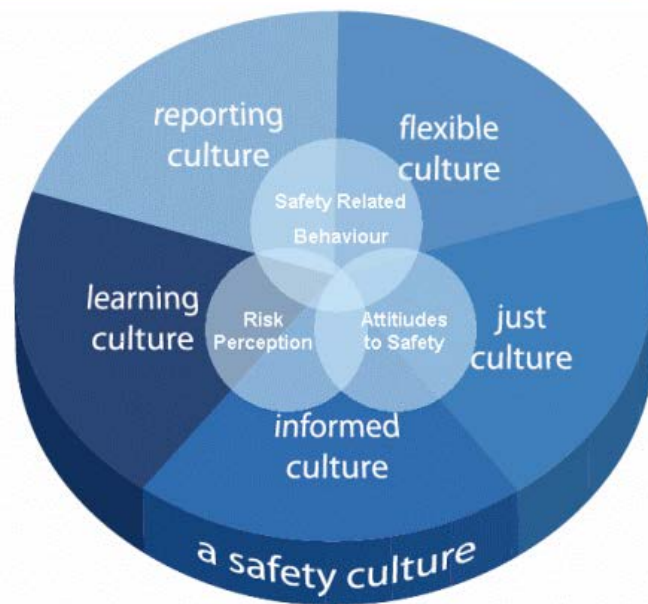 reporting
culture
flexible
culture
Safety Related
Behaviour
learning
culture
Risk
Perception
Attitiudes
to Safety
just
culture
informed
culture
a safety culture